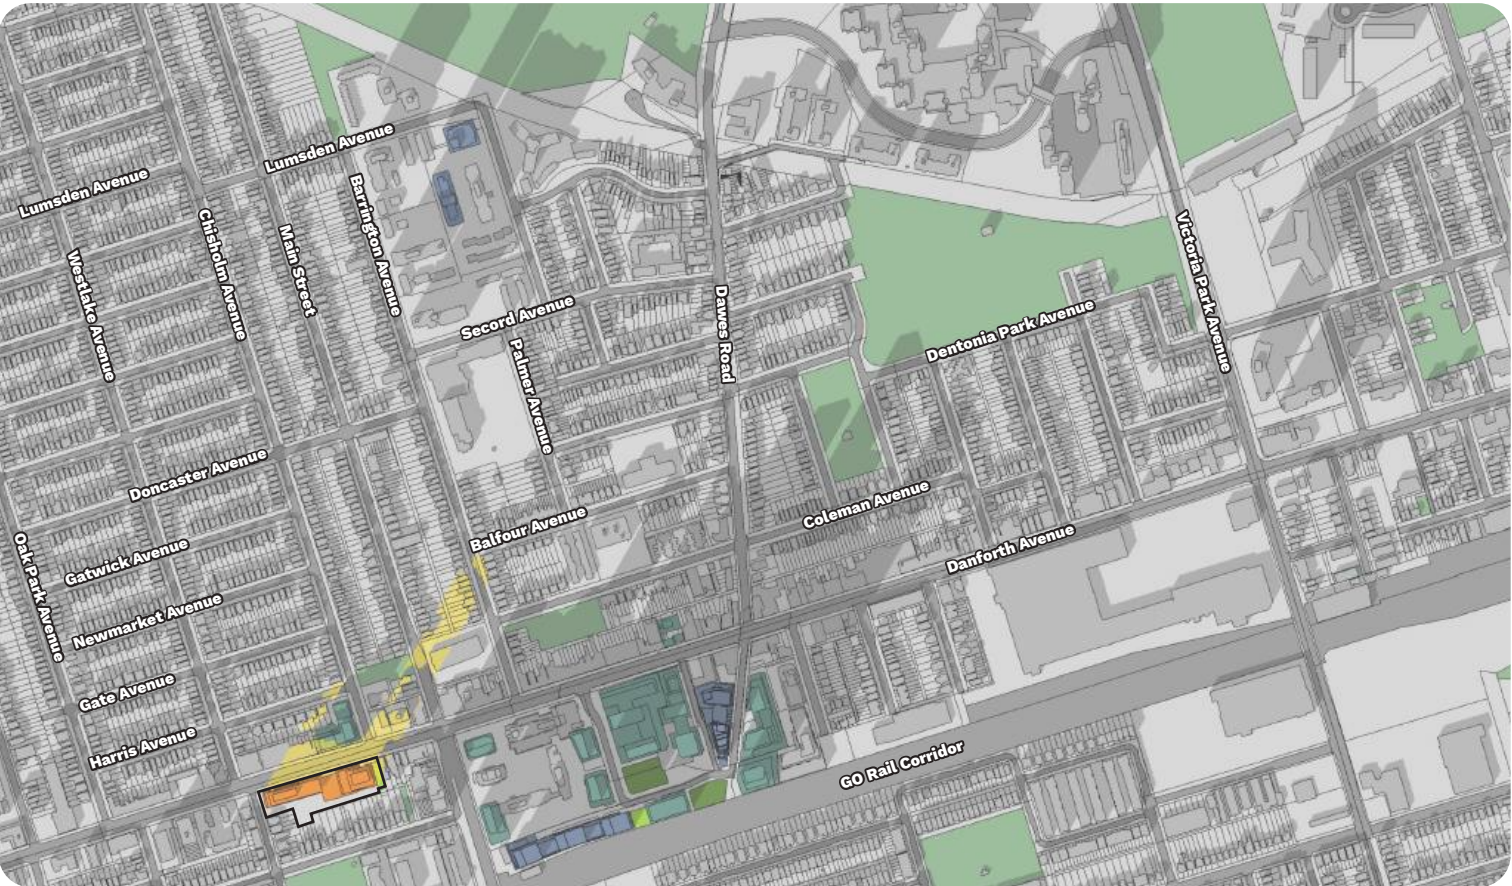 Lumsden Avenue
Lumsden Avenue
Barrington Avenue
Chisholm Avenue
Main Street
Victoria Park Avenue
Westlake Avenue
Dawes Road
Secord Avenue
Dentonia Park Avenue
Palmer Avenue
Doncaster Avenue
Coleman Avenue
Balfour Avenue
Danforth Avenue
Oak Park Avenue
Gatwick Avenue
Newmarket Avenue
Gate Avenue
Harris Avenue
GO Rail Corridor